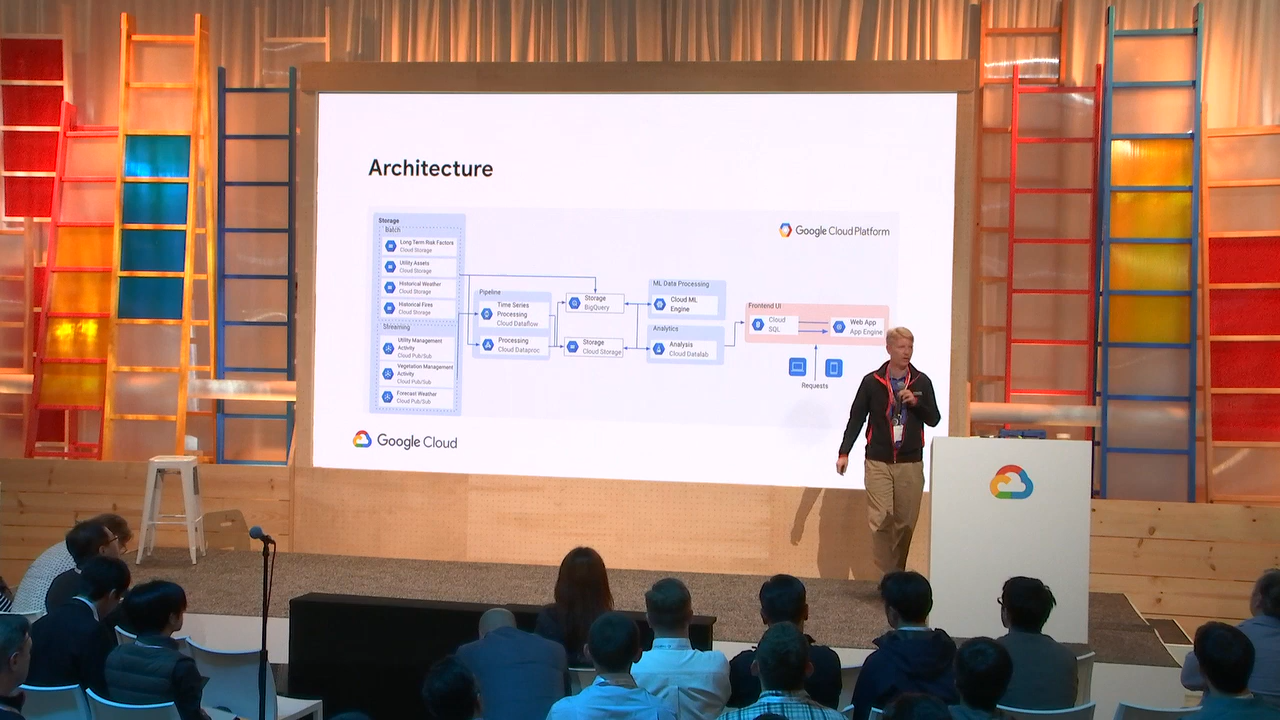 Architecture
Storage
Batch
Long Term Risk Factors
Cloud Storage
Utility Assets
Cloud Storage
Historical Weather
Cloud Storage
Historical Fires
Cloud Storage
Streaming
Utility Management
Activity
Cloud Pub/Sub
Vegetation Management
Activity
Cloud Pub/Sub
Forecast Weather
Cloud Pub/Sub
Pipeline
Time Series
Processing
Cloud Dataflow
Processing
Cloud Dataproc
Storage
BigQuery
Storage
Cloud Storage
ML Data Processing
Cloud ML
Engine
Analytics
Analysis
Cloud Datalab
Google Cloud Platform
Frontend UI
Cloud
SQL
Web App
App Engine
Requests
Google Cloud